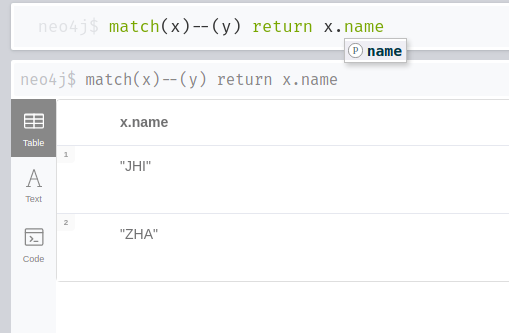 neo4j$ match(x)--(y) return x.name
P name
neo4j$ match(x)--(y) return x.name
Table
x.name
1
"JHI"
Text
2
"ZHA"
Code